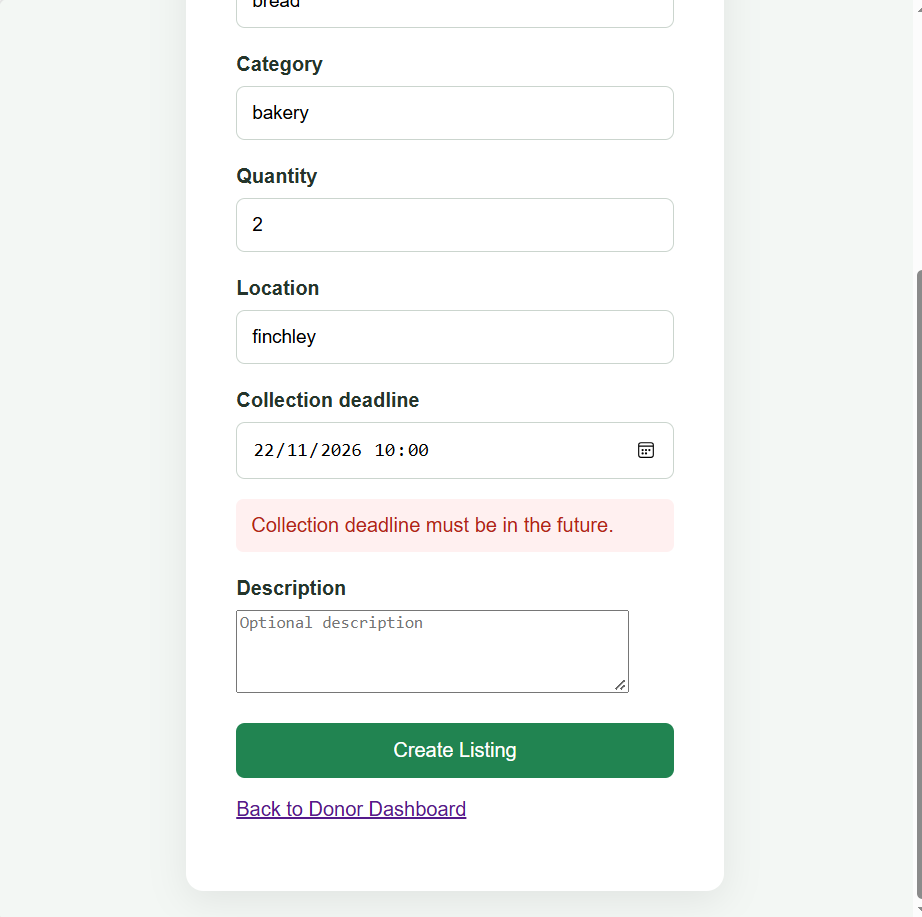 bread
Category
bakery
Quantity
2
Location
finchley
Collection deadline
22/11/2026 10:00
Collection deadline must be in the future.
Description
Optional description
Create Listing
Back to Donor Dashboard